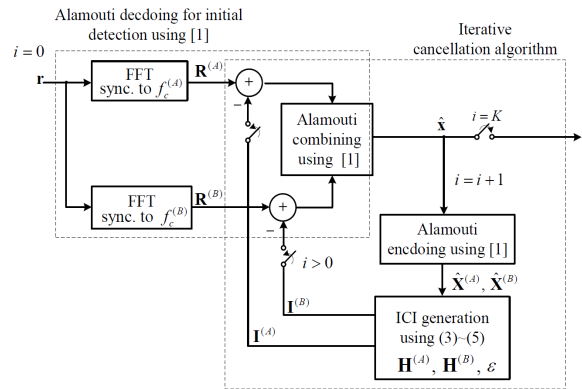 Alamouti decdoing for initial
detection using [1]
Iterative
cancellation algorithm
i=0
r
FFT
sync. to f_c^(A)
R^(A)
+
−
Alamouti
combining
using [1]
x̂
i=K
FFT
sync. to f_c^(B)
R^(B)
+
−
i>0
i=i+1
Alamouti
encdoing using [1]
X̂^(A), X̂^(B)
I^(B)
I^(A)
ICI generation
using (3)~(5)
H^(A), H^(B), ε